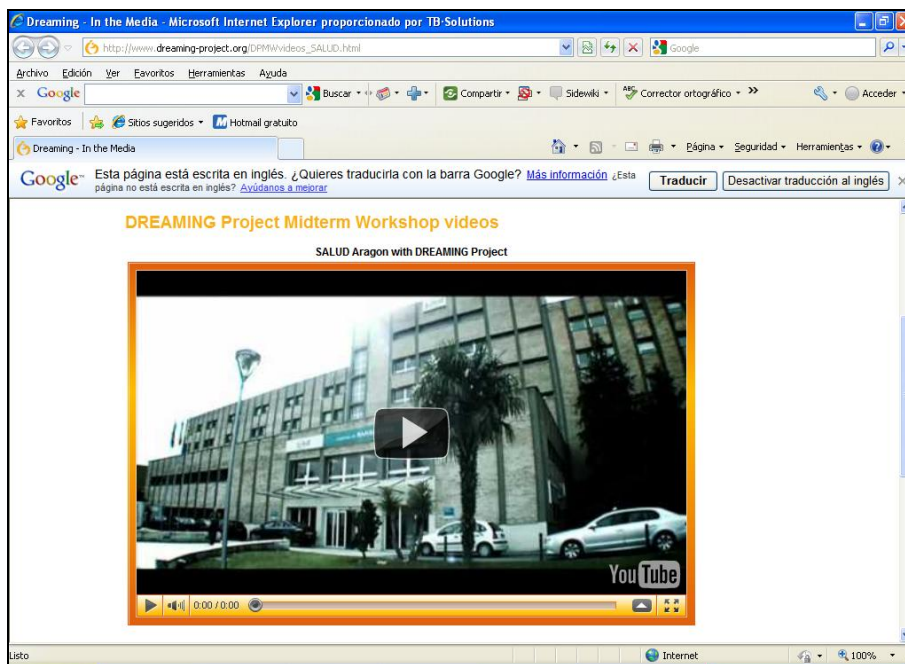 Dreaming - In the Media - Microsoft Internet Explorer proporcionado por TB-Solutions
http://www.dreaming-project.org/DPMWvideos_SALUD.html
Google
Archivo Edición Ver Favoritos Herramientas Ayuda
x Google Buscar Compartir Sidewiki ABC Corrector ortográfico >> Acceder
Favoritos Sitios sugeridos Hotmail gratuito
Dreaming - In the Media Página Seguridad Herramientas
Google Esta página está escrita en inglés. ¿Quieres traducirla con la barra Google? Más información ¿Esta página no está escrita en inglés? Ayúdanos a mejorar Traducir Desactivar traducción al inglés
DREAMING Project Midterm Workshop videos
SALUD Aragon with DREAMING Project
YouTube
0:00 / 0:00
Listo Internet 100%